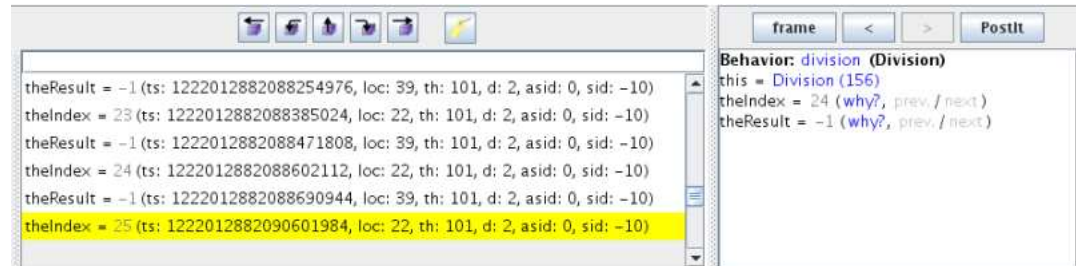 theResult = −1 (ts: 1222012882088254976, loc: 39, th: 101, d: 2, asid: 0, sid: −10)
theIndex = 23 (ts: 1222012882088385024, loc: 22, th: 101, d: 2, asid: 0, sid: −10)
theResult = −1 (ts: 1222012882088471808, loc: 39, th: 101, d: 2, asid: 0, sid: −10)
theIndex = 24 (ts: 1222012882088602112, loc: 22, th: 101, d: 2, asid: 0, sid: −10)
theResult = −1 (ts: 1222012882088690944, loc: 39, th: 101, d: 2, asid: 0, sid: −10)
theIndex = 25 (ts: 1222012882090601984, loc: 22, th: 101, d: 2, asid: 0, sid: −10)
frame < > PostIt
Behavior: division (Division)
this = Division (156)
theIndex = 24 (why?, prev. / next )
theResult = −1 (why?, prev. / next )